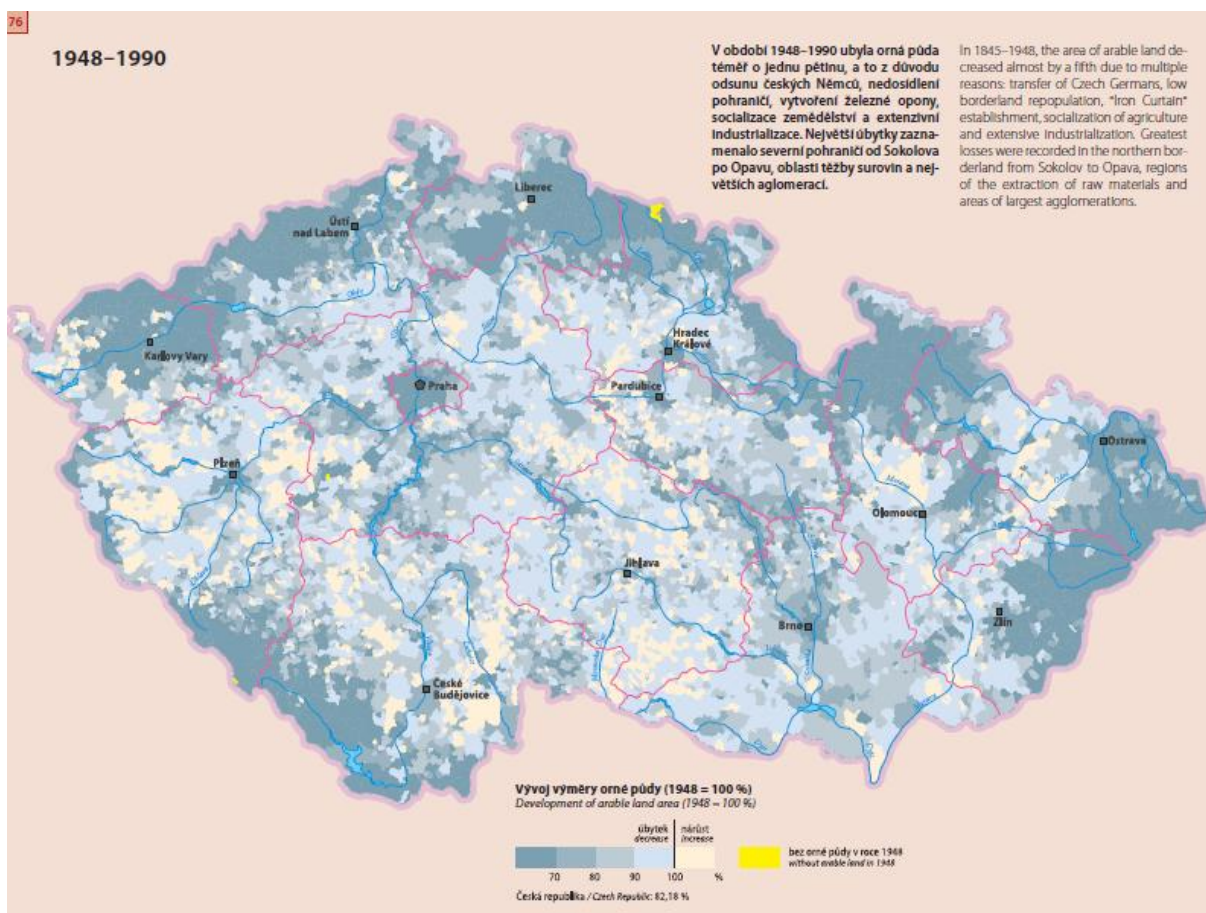 76
1948–1990
V období 1948–1990 ubyla orná půda
téměř o jednu pětinu, a to z důvodu
odsunu českých Němců, nedosídlení
pohraničí, vytvoření železné opony,
socializace zemědělství a extenzivní
industrializace. Největší úbytky zazna-
menalo severní pohraničí od Sokolova
po Opavu, oblasti těžby surovin a nej-
větších aglomerací.
In 1845–1948, the area of arable land de-
creased almost by a fifth due to multiple
reasons: transfer of Czech Germans, low
borderland repopulation, "Iron Curtain"
establishment, socialization of agriculture
and extensive industrialization. Greatest
losses were recorded in the northern bor-
derland from Sokolov to Opava, regions
of the extraction of raw materials and
areas of largest agglomerations.
Liberec
Ústí
nad Labem
Ohře
Hradec
Králové
Karlovy Vary
Praha
Pardubice
Ostrava
Plzeň
Morava
Olomouc
Jihlava
Zlín
Brno
Vltava
České
Budějovice
Morava
Dyje
Vývoj výměry orné půdy (1948 = 100 %)
Development of arable land area (1948 = 100 %)
úbytek
decrease
nárůst
increase
70 80 90 100 %
bez orné půdy v roce 1948
without arable land in 1948
Česká republika / Czech Republic: 82,18 %